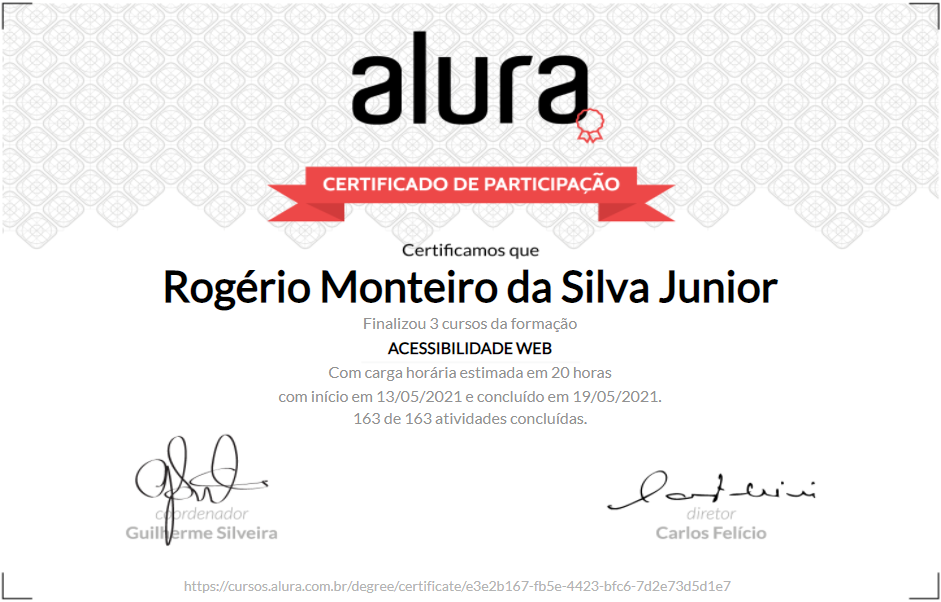 alura
CERTIFICADO DE PARTICIPAÇÃO
Certificamos que
Rogério Monteiro da Silva Junior
Finalizou 3 cursos da formação
ACESSIBILIDADE WEB
Com carga horária estimada em 20 horas
com início em 13/05/2021 e concluído em 19/05/2021.
163 de 163 atividades concluídas.
coordenador
Guilherme Silveira
diretor
Carlos Felício
https://cursos.alura.com.br/degree/certificate/e3e2b167-fb5e-4423-bfc6-7d2e73d5d1e7